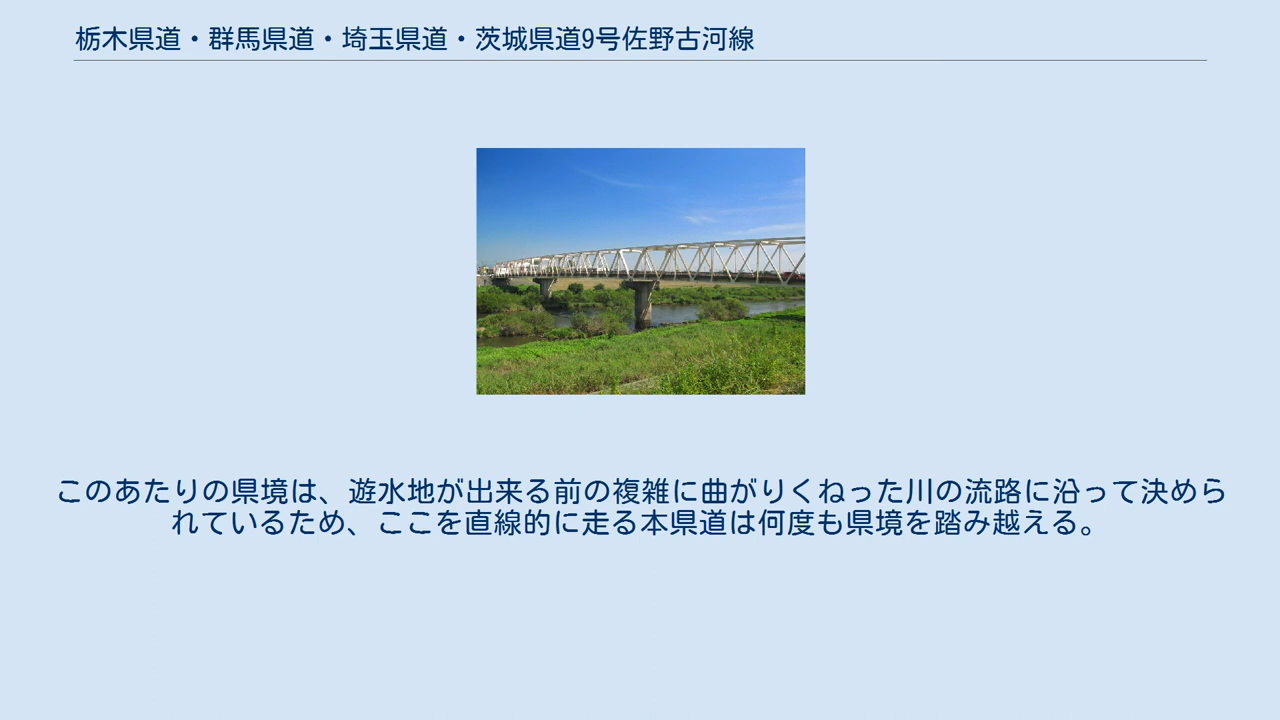 栃木県道・群馬県道・埼玉県道・茨城県道9号佐野古河線
このあたりの県境は、遊水地が出来る前の複雑に曲がりくねった川の流路に沿って決めら
れているため、ここを直線的に走る本県道は何度も県境を踏み越える。